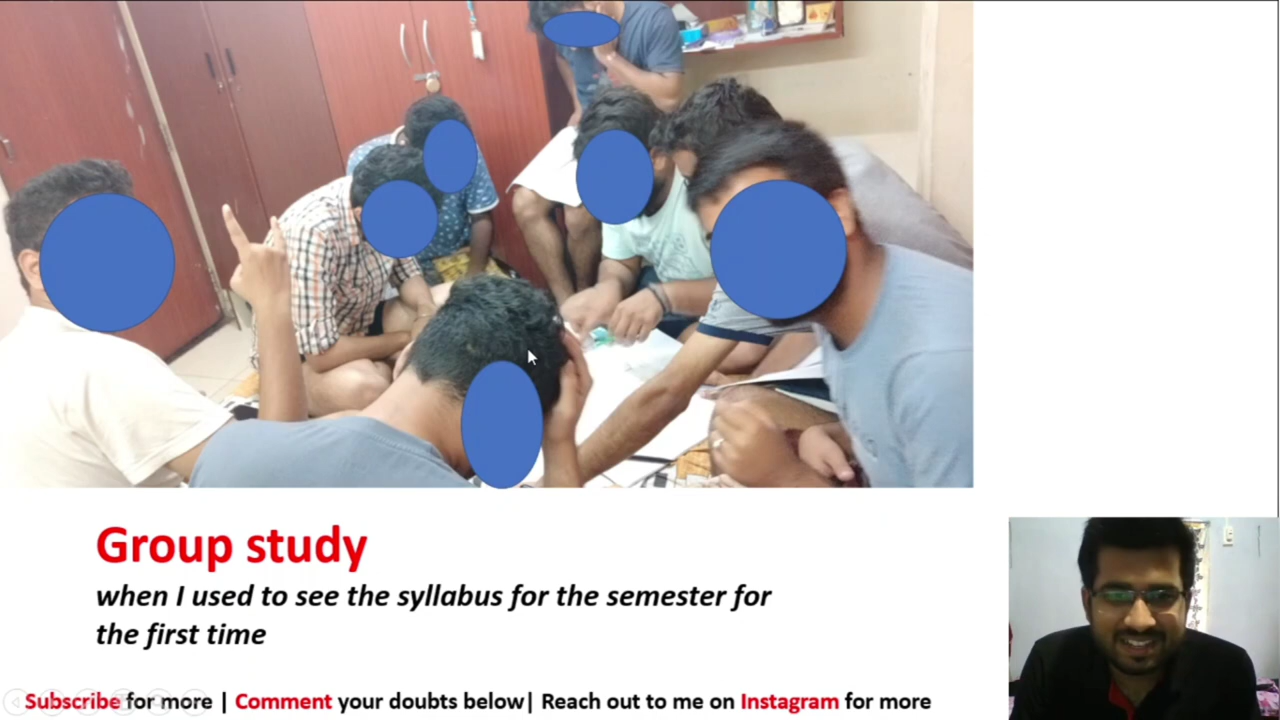 Group study
when I used to see the syllabus for the semester for
the first time
Subscribe for more | Comment your doubts below| Reach out to me on Instagram for more